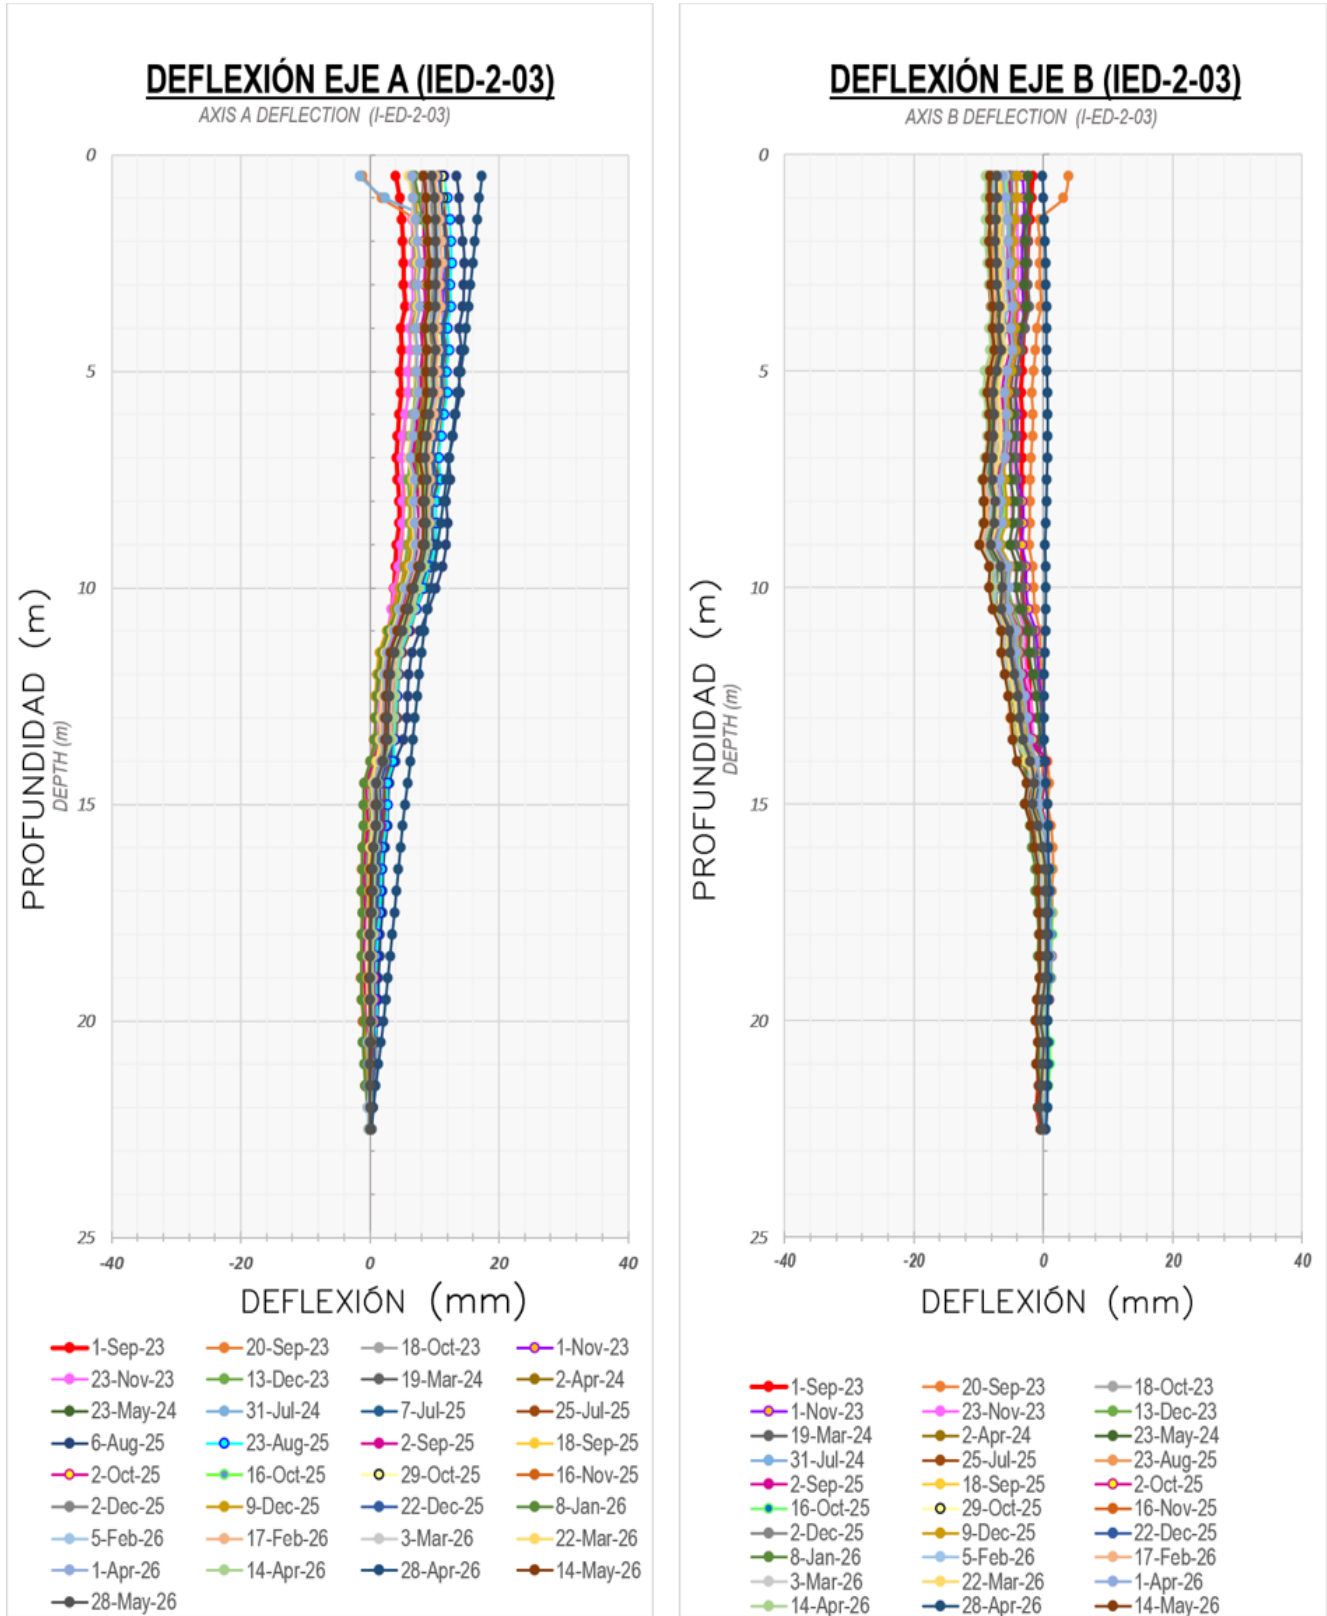 DEFLEXIÓN EJE A (IED-2-03)
AXIS A DEFLECTION (I-ED-2-03)
0
5
10
15
20
25
PROFUNDIDAD (m)
DEPTH (m)
-40 -20 0 20 40
DEFLEXIÓN (mm)
1-Sep-23 20-Sep-23 18-Oct-23 1-Nov-23
23-Nov-23 13-Dec-23 19-Mar-24 2-Apr-24
23-May-24 31-Jul-24 7-Jul-25 25-Jul-25
6-Aug-25 23-Aug-25 2-Sep-25 18-Sep-25
2-Oct-25 16-Oct-25 29-Oct-25 16-Nov-25
2-Dec-25 9-Dec-25 22-Dec-25 8-Jan-26
5-Feb-26 17-Feb-26 3-Mar-26 22-Mar-26
1-Apr-26 14-Apr-26 28-Apr-26 14-May-26
28-May-26
DEFLEXIÓN EJE B (IED-2-03)
AXIS B DEFLECTION (I-ED-2-03)
0
5
10
15
20
25
PROFUNDIDAD (m)
DEPTH (m)
-40 -20 0 20 40
DEFLEXIÓN (mm)
1-Sep-23 20-Sep-23 18-Oct-23
1-Nov-23 23-Nov-23 13-Dec-23
19-Mar-24 2-Apr-24 23-May-24
31-Jul-24 25-Jul-25 23-Aug-25
2-Sep-25 18-Sep-25 2-Oct-25
16-Oct-25 29-Oct-25 16-Nov-25
2-Dec-25 9-Dec-25 22-Dec-25
8-Jan-26 5-Feb-26 17-Feb-26
3-Mar-26 22-Mar-26 1-Apr-26
14-Apr-26 28-Apr-26 14-May-26